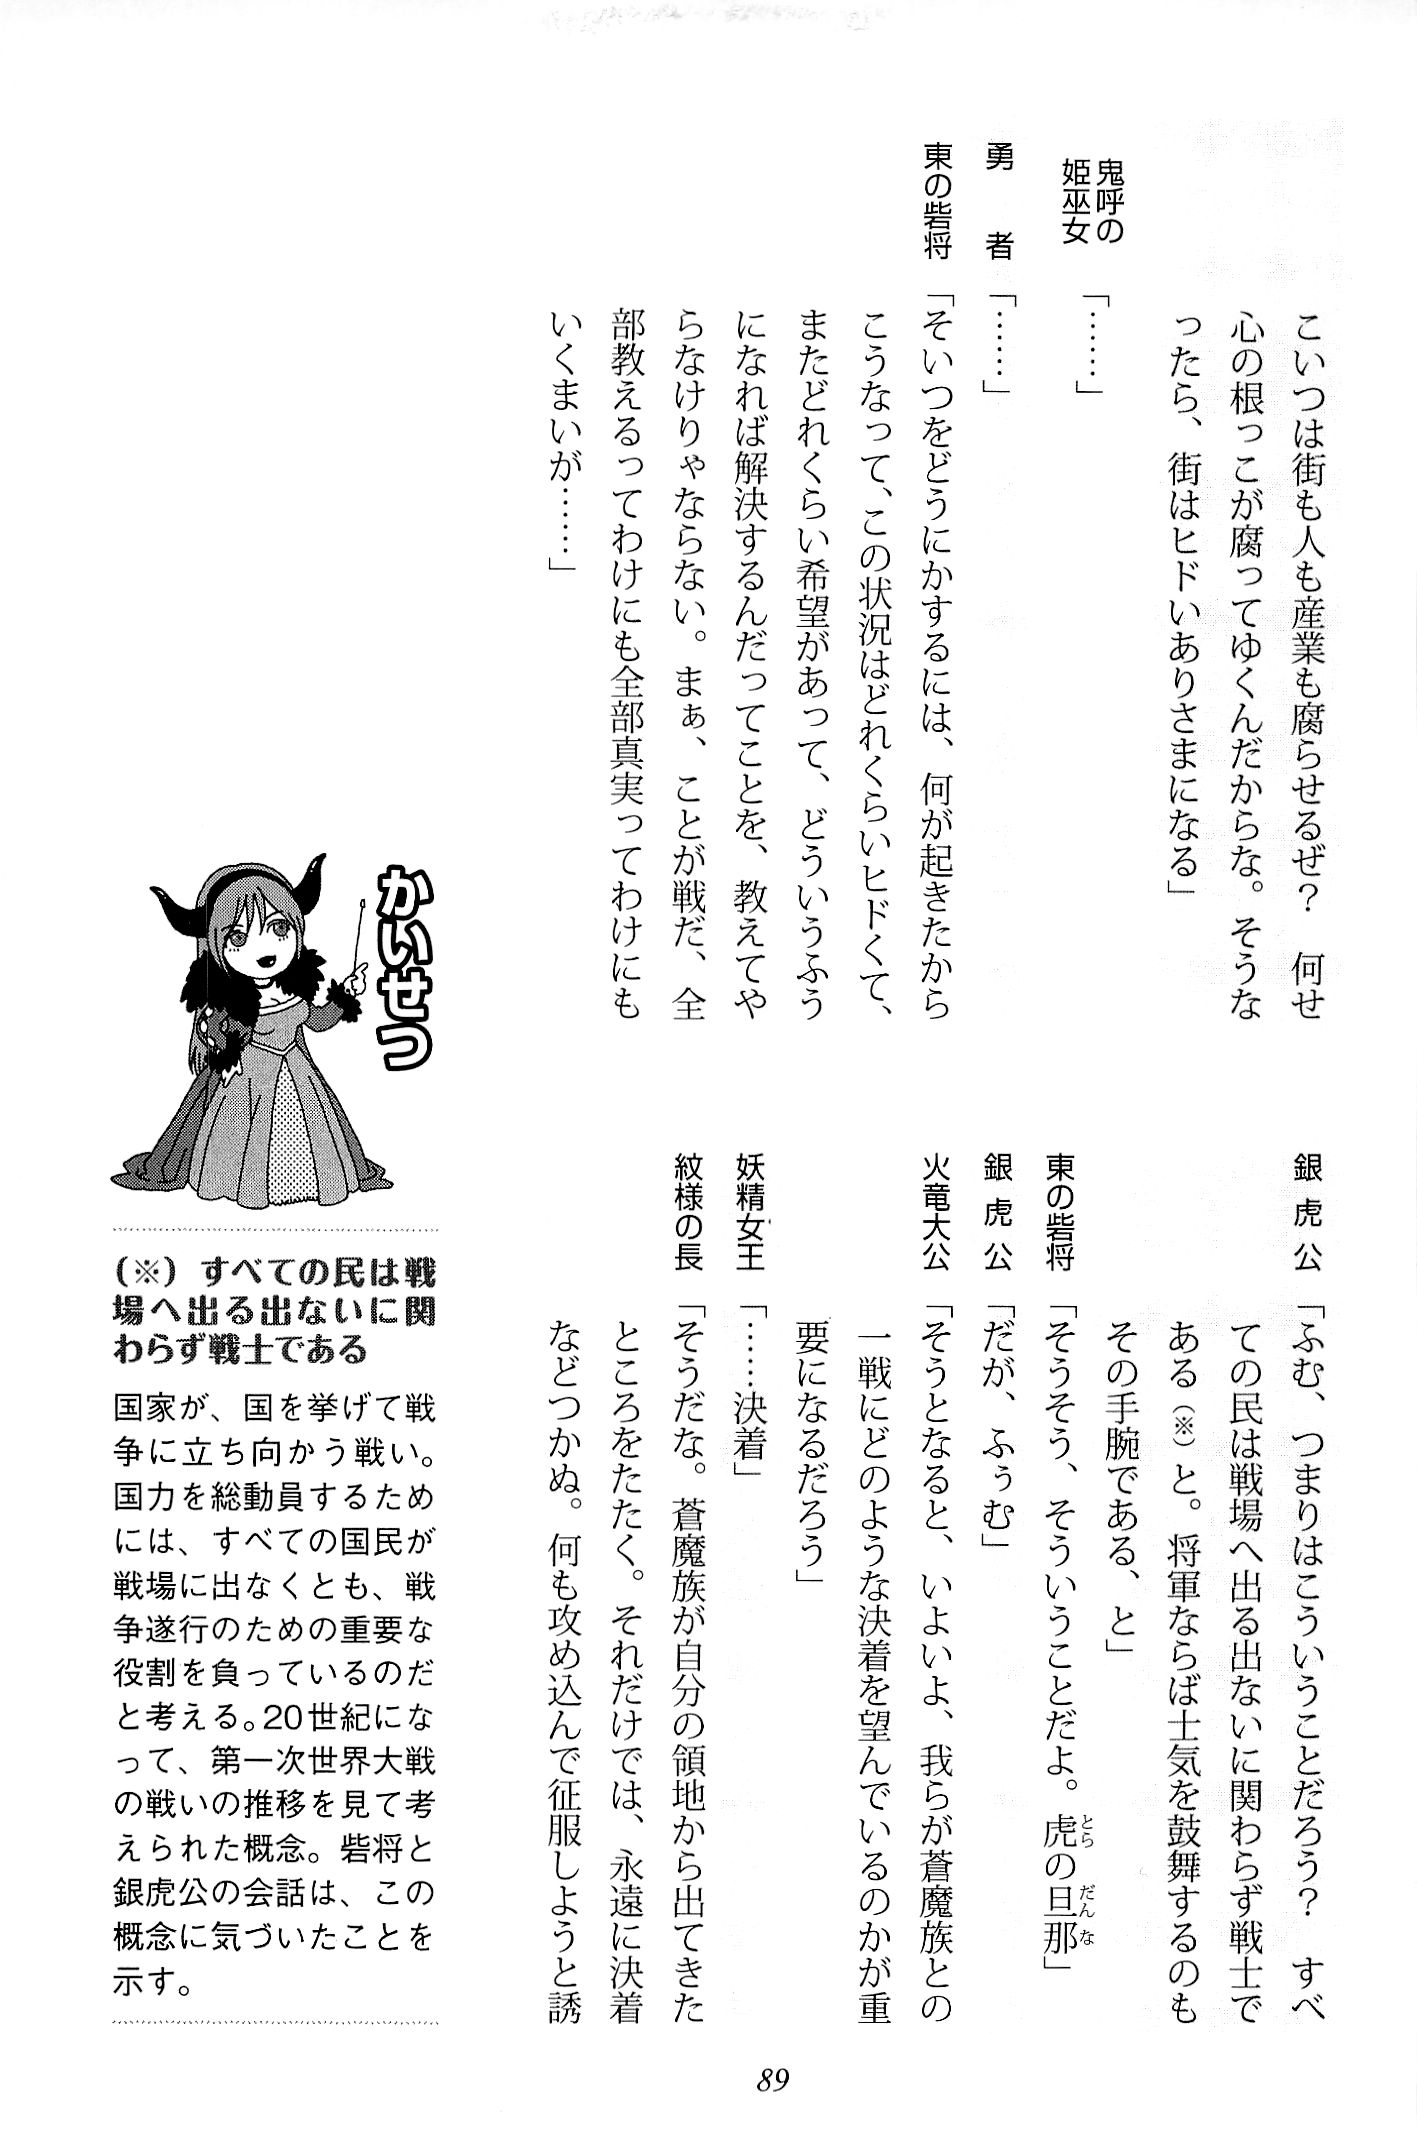 こいつは街も人も産業も腐らせるぜ？　何せ
心の根っこが腐ってゆくんだからな。そうな
ったら、街はヒドいありさまになる」
鬼呼の
姫巫女
「……」
勇者
「……」
東の砦将
「そいつをどうにかするには、何が起きたから
こうなって、この状況はどれくらいヒドくて、
またどれくらい希望があって、どういうふう
になれば解決するんだってことを、教えてや
らなけりゃならない。まぁ、ことが戦だ、全
部教えるってわけにも全部真実ってわけにも
いくまいが……」
銀虎公
「ふむ、つまりはこういうことだろう？　すべ
ての民は戦場へ出る出ないに関わらず戦士で
ある（※）と。将軍ならば士気を鼓舞するのも
その手腕である、と」
東の砦将
「そうそう、そういうことだよ。虎の旦那」
とら
だんな
銀虎公
「だが、ふぅむ」
火竜大公
「そうとなると、いよいよ、我らが蒼魔族との
一戦にどのような決着を望んでいるのかが重
要になるだろう」
妖精女王
「……決着」
紋様の長
「そうだな。蒼魔族が自分の領地から出てきた
ところをたたく。それだけでは、永遠に決着
などつかぬ。何も攻め込んで征服しようと誘
かいせつ
（※）すべての民は戦
場へ出る出ないに関
わらず戦士である
国家が、国を挙げて戦
争に立ち向かう戦い。
国力を総動員するため
には、すべての国民が
戦場に出なくとも、戦
争遂行のための重要な
役割を負っているのだ
と考える。20世紀にな
って、第一次世界大戦
の戦いの推移を見て考
えられた概念。砦将と
銀虎公の会話は、この
概念に気づいたことを
示す。
89